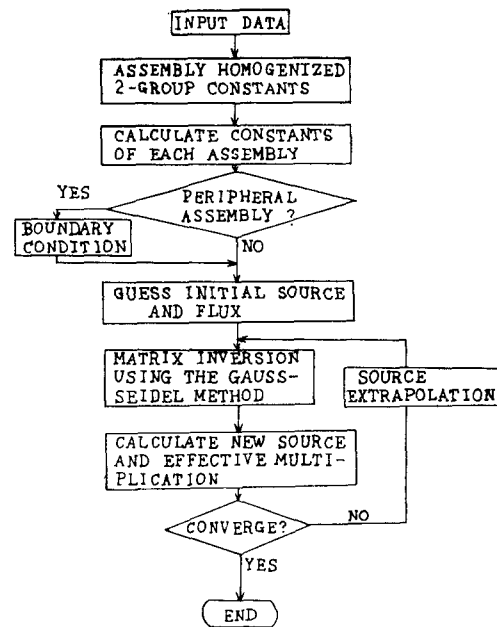 INPUT DATA
ASSEMBLY HOMOGENIZED
2-GROUP CONSTANTS
CALCULATE CONSTANTS
OF EACH ASSEMBLY
YES
PERIPHERAL
ASSEMBLY ?
BOUNDARY
CONDITION
NO
GUESS INITIAL SOURCE
AND FLUX
MATRIX INVERSION
USING THE GAUSS-
SEIDEL METHOD
SOURCE
EXTRAPOLATION
CALCULATE NEW SOURCE
AND EFFECTIVE MULTI-
PLICATION
CONVERGE?
NO
YES
END